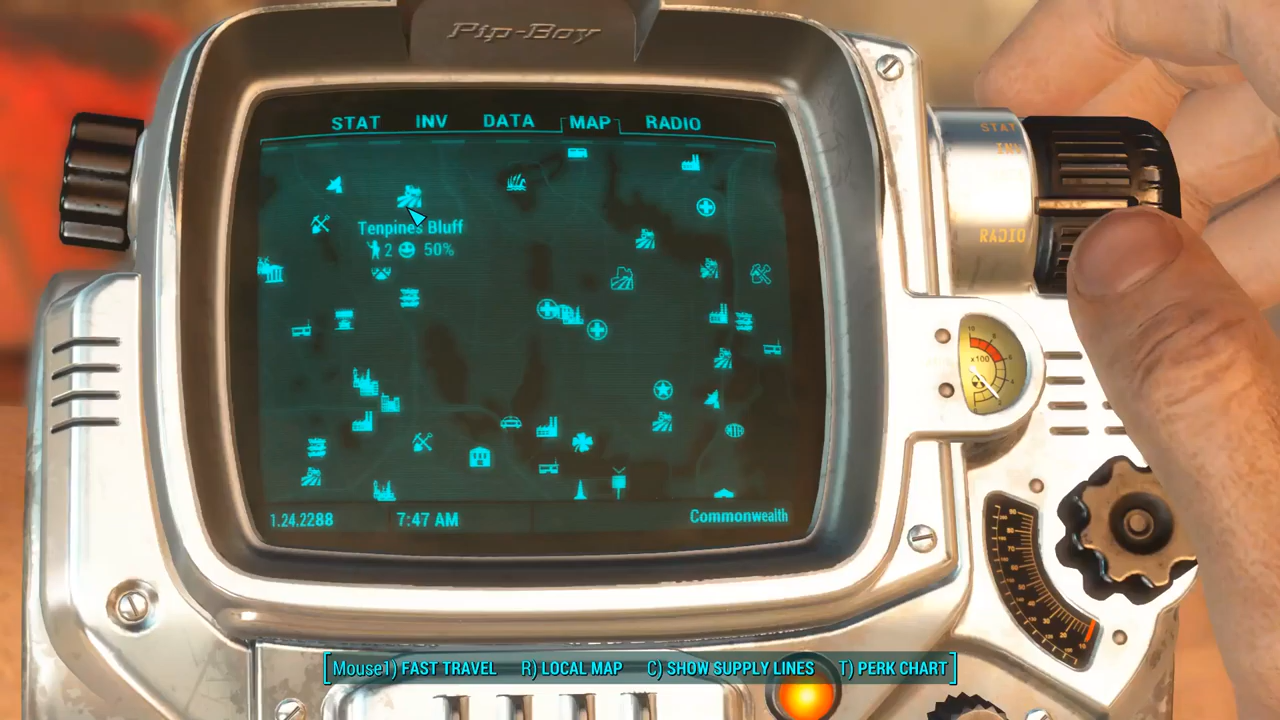 Pip-Boy
STAT INV DATA MAP RADIO
STAT
INV
RADIO
Tenpines Bluff
2 50%
x100
1.24.2288 7:47 AM Commonwealth
Mouse1) FAST TRAVEL R) LOCAL MAP C) SHOW SUPPLY LINES T) PERK CHART